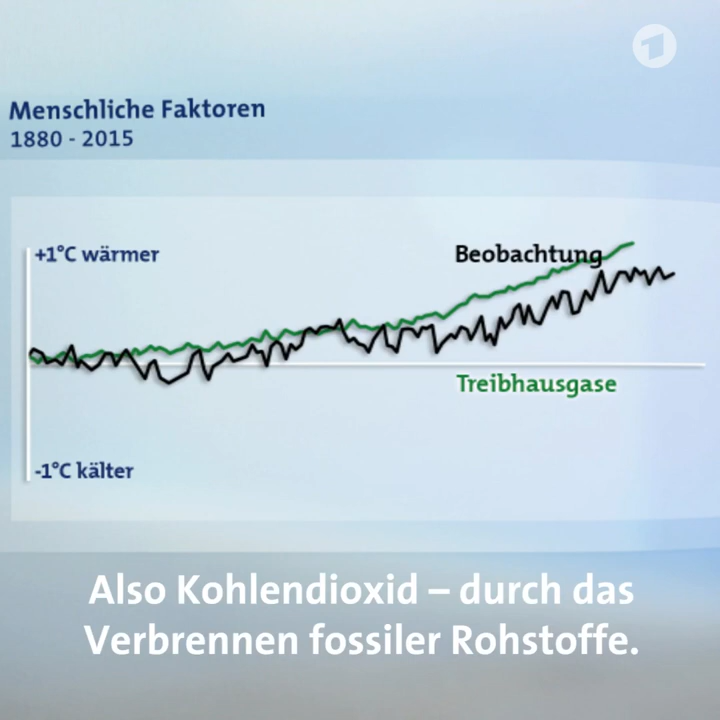 Menschliche Faktoren
1880 - 2015
+1°C wärmer
Beobachtung
Treibhausgase
-1°C kälter
Also Kohlendioxid – durch das
Verbrennen fossiler Rohstoffe.